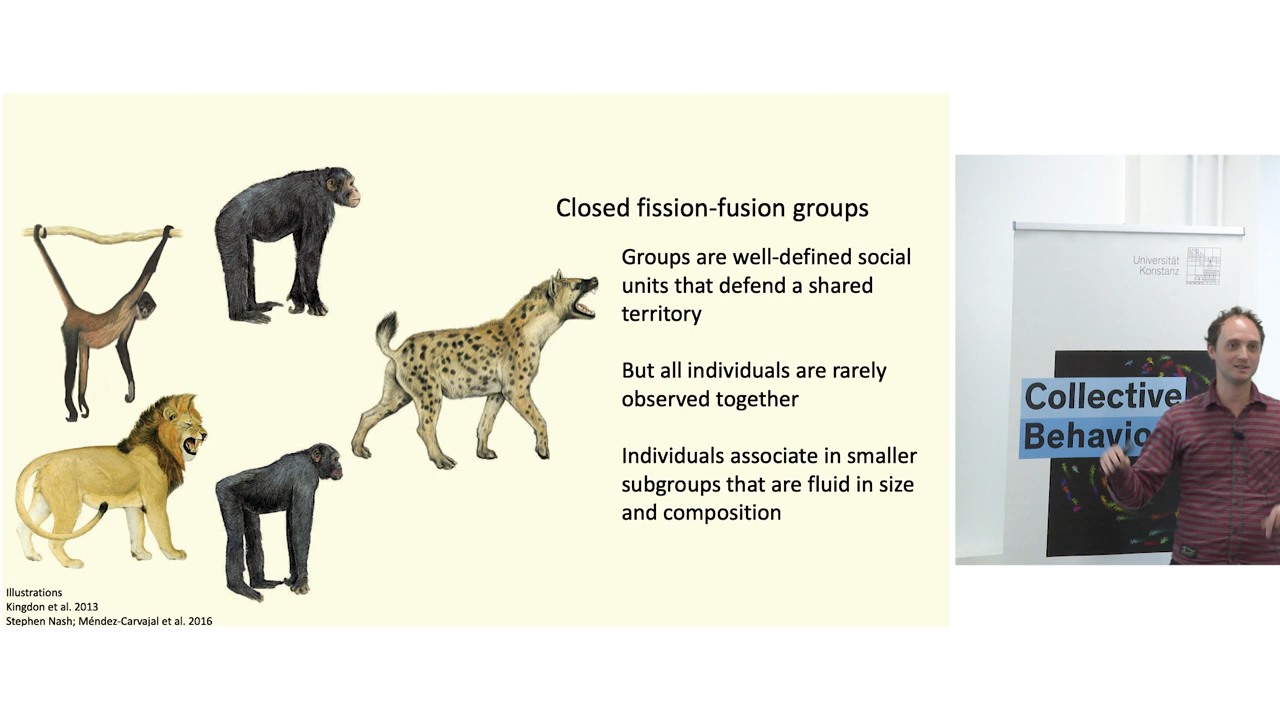 Closed fission-fusion groups
Groups are well-defined social
units that defend a shared
territory
But all individuals are rarely
observed together
Individuals associate in smaller
subgroups that are fluid in size
and composition
Illustrations
Kingdon et al. 2013
Stephen Nash; Méndez-Carvajal et al. 2016
Universität
Konstanz
Collective
Behavio